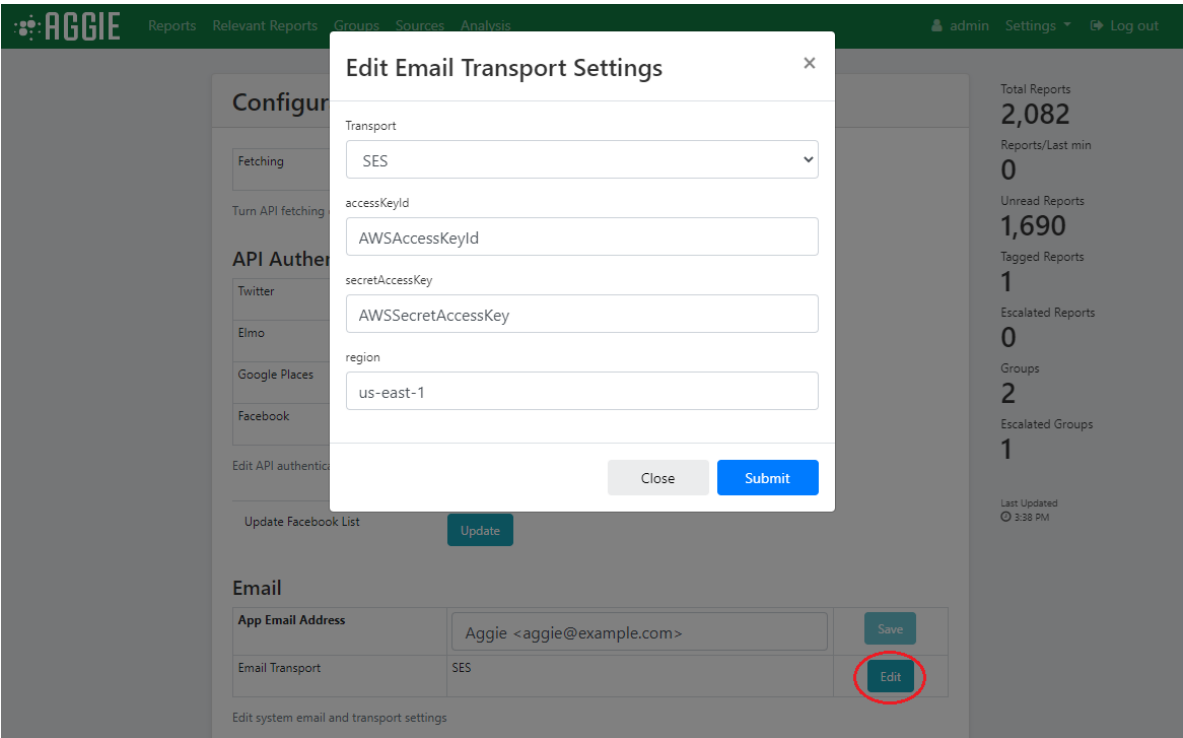 AGGIE Reports Relevant Reports Groups Sources Analysis admin Settings Log out
Edit Email Transport Settings ×
Transport
SES
accessKeyId
AWSAccessKeyId
secretAccessKey
AWSSecretAccessKey
region
us-east-1
Close Submit
Configur
Fetching
Turn API fetching
API Auther
Twitter
Elmo
Google Places
Facebook
Edit API authentica
Update Facebook List Update
Email
App Email Address Aggie <aggie@example.com> Save
Email Transport SES Edit
Edit system email and transport settings
Total Reports
2,082
Reports/Last min
0
Unread Reports
1,690
Tagged Reports
1
Escalated Reports
0
Groups
2
Escalated Groups
1
Last Updated
3:38 PM